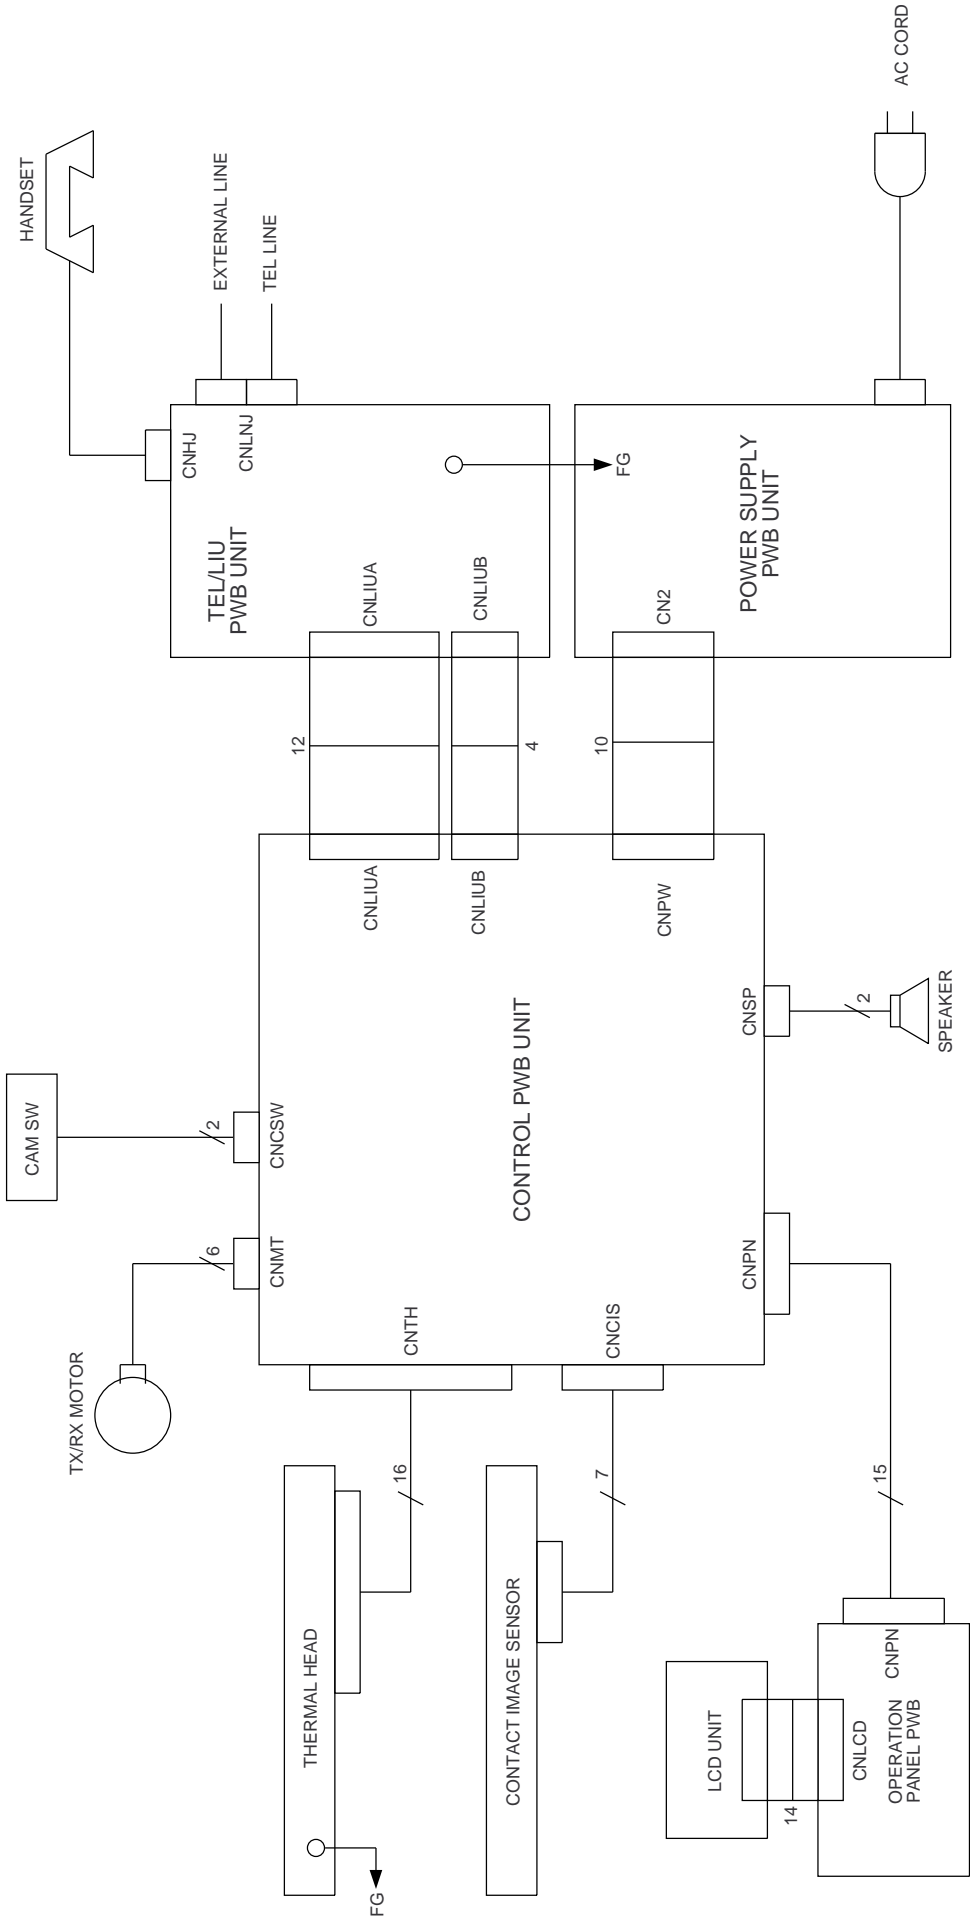 CAM SW
HANDSET
TX/RX MOTOR
CNHJ
6
2
TEL/LIU
PWB UNIT
EXTERNAL LINE
CNLNJ
TEL LINE
CNMT
CNCSW
12
THERMAL HEAD
FG
CNLIUA
CNLIUA
16
CNTH
CNLIUB
CNLIUB
CONTACT IMAGE SENSOR
CONTROL PWB UNIT
4
7
CNCIS
10
FG
CNPW
CN2
LCD UNIT
CNPN
CNSP
POWER SUPPLY
PWB UNIT
14
CNLCD
2
15
OPERATION
PANEL PWB
CNPN
AC CORD
SPEAKER